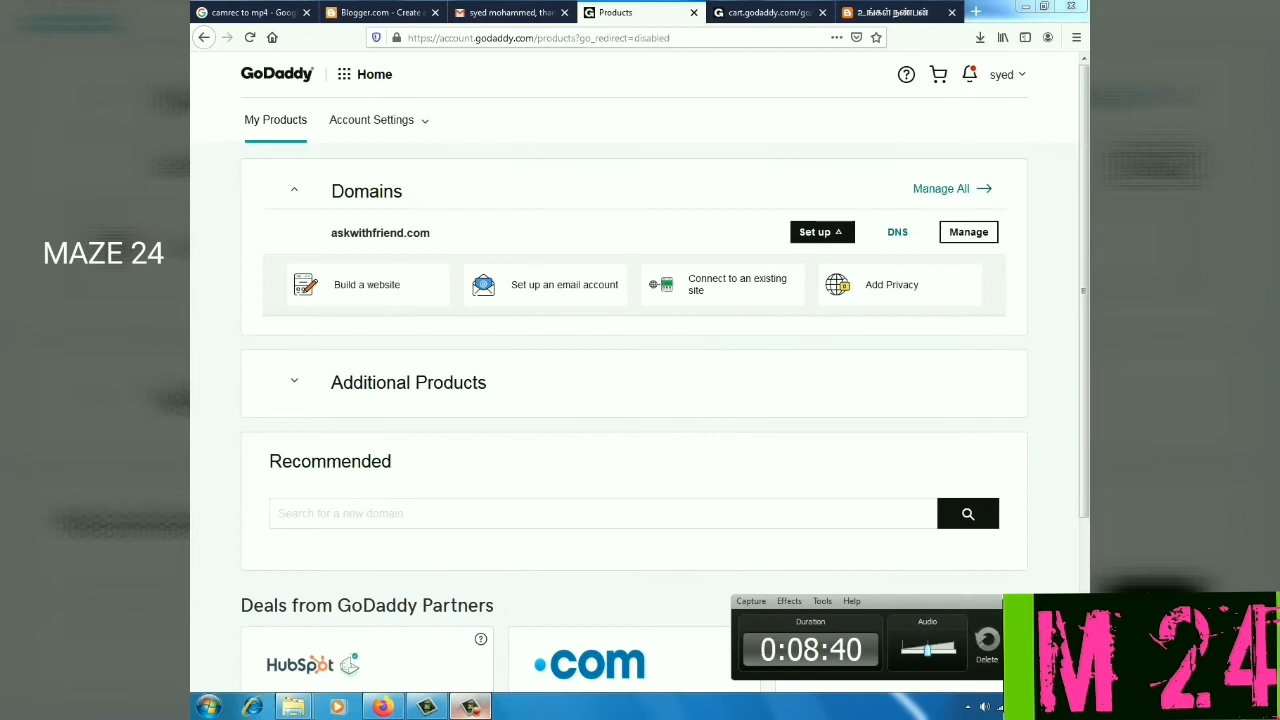 camrec to mp4 - Goog
Blogger.com - Create a
syed mohammed, than
Products
cart.godaddy.com/go/
உங்கள் நண்பன்
https://account.godaddy.com/products?go_redirect=disabled
GoDaddy
Home
syed
My Products
Account Settings
Domains
Manage All
askwithfriend.com
Set up
DNS
Manage
MAZE 24
Build a website
Set up an email account
Connect to an existing
site
Add Privacy
Additional Products
Recommended
Search for a new domain
Deals from GoDaddy Partners
HubSpot
.com
Capture Effects Tools Help
Duration
Audio
0:08:40
Delete
M 24